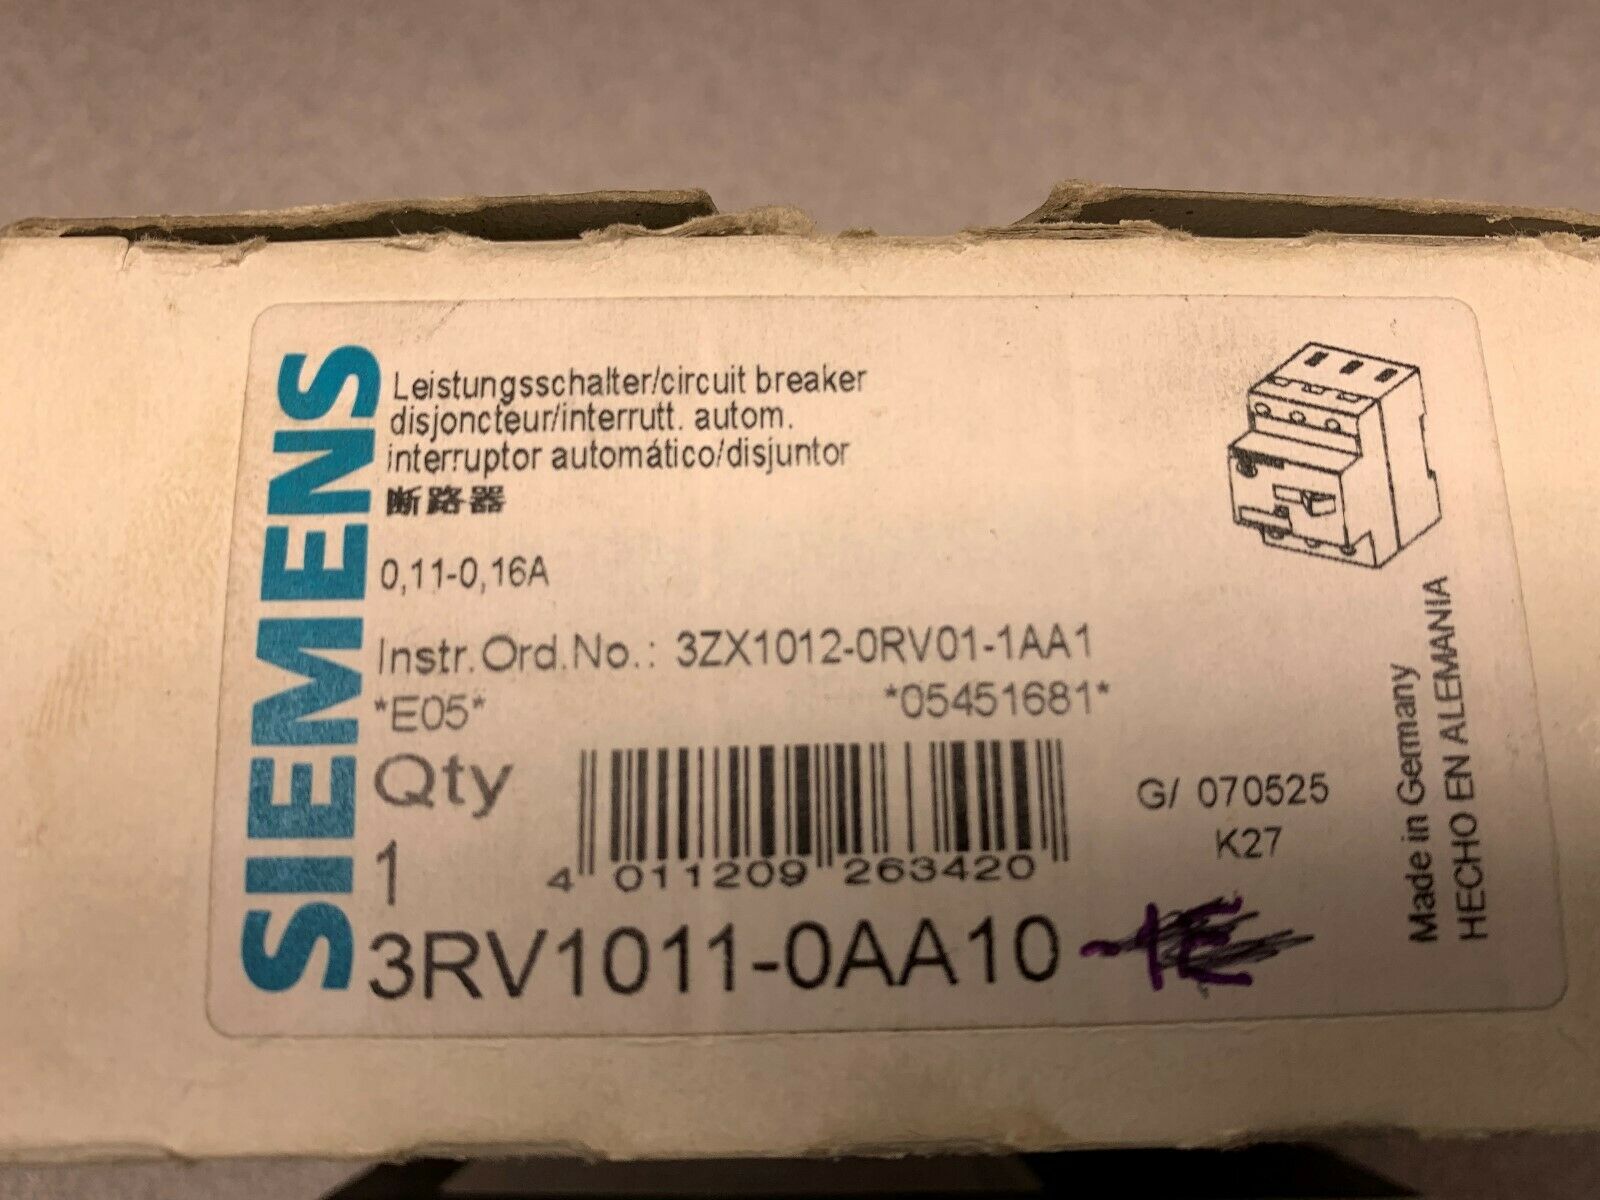 SIEMENS
Leistungsschalter/circuit breaker
disjoncteur/interrutt. autom.
interruptor automático/disjuntor
断路器
0,11-0,16A
Instr.Ord.No.: 3ZX1012-0RV01-1AA1
*E05* *05451681*
Qty
1
4 011209 263420
G/ 070525
K27
3RV1011-0AA10
Made in Germany
HECHO EN ALEMANIA